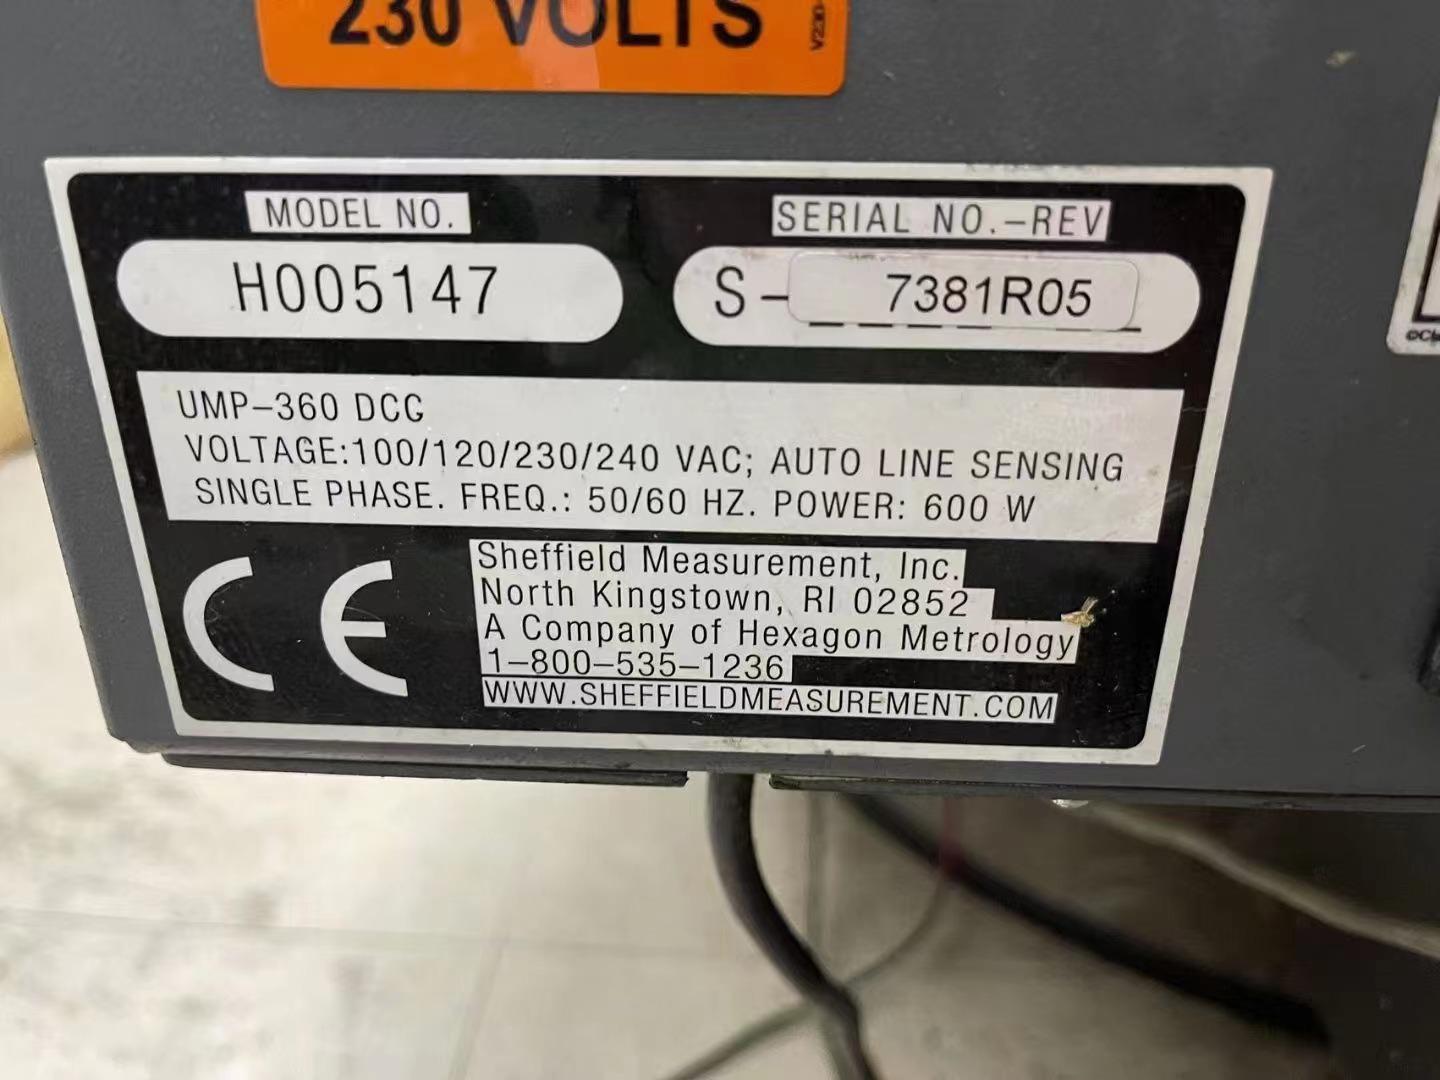 230 VOLTS
V230-
MODEL NO.
SERIAL NO.-REV
H005147
S- 7381R05
UMP-360 DCC
VOLTAGE:100/120/230/240 VAC; AUTO LINE SENSING
SINGLE PHASE. FREQ.: 50/60 HZ. POWER: 600 W
CE
Sheffield Measurement, Inc.
North Kingstown, RI 02852
A Company of Hexagon Metrology
1-800-535-1236
WWW.SHEFFIELDMEASUREMENT.COM